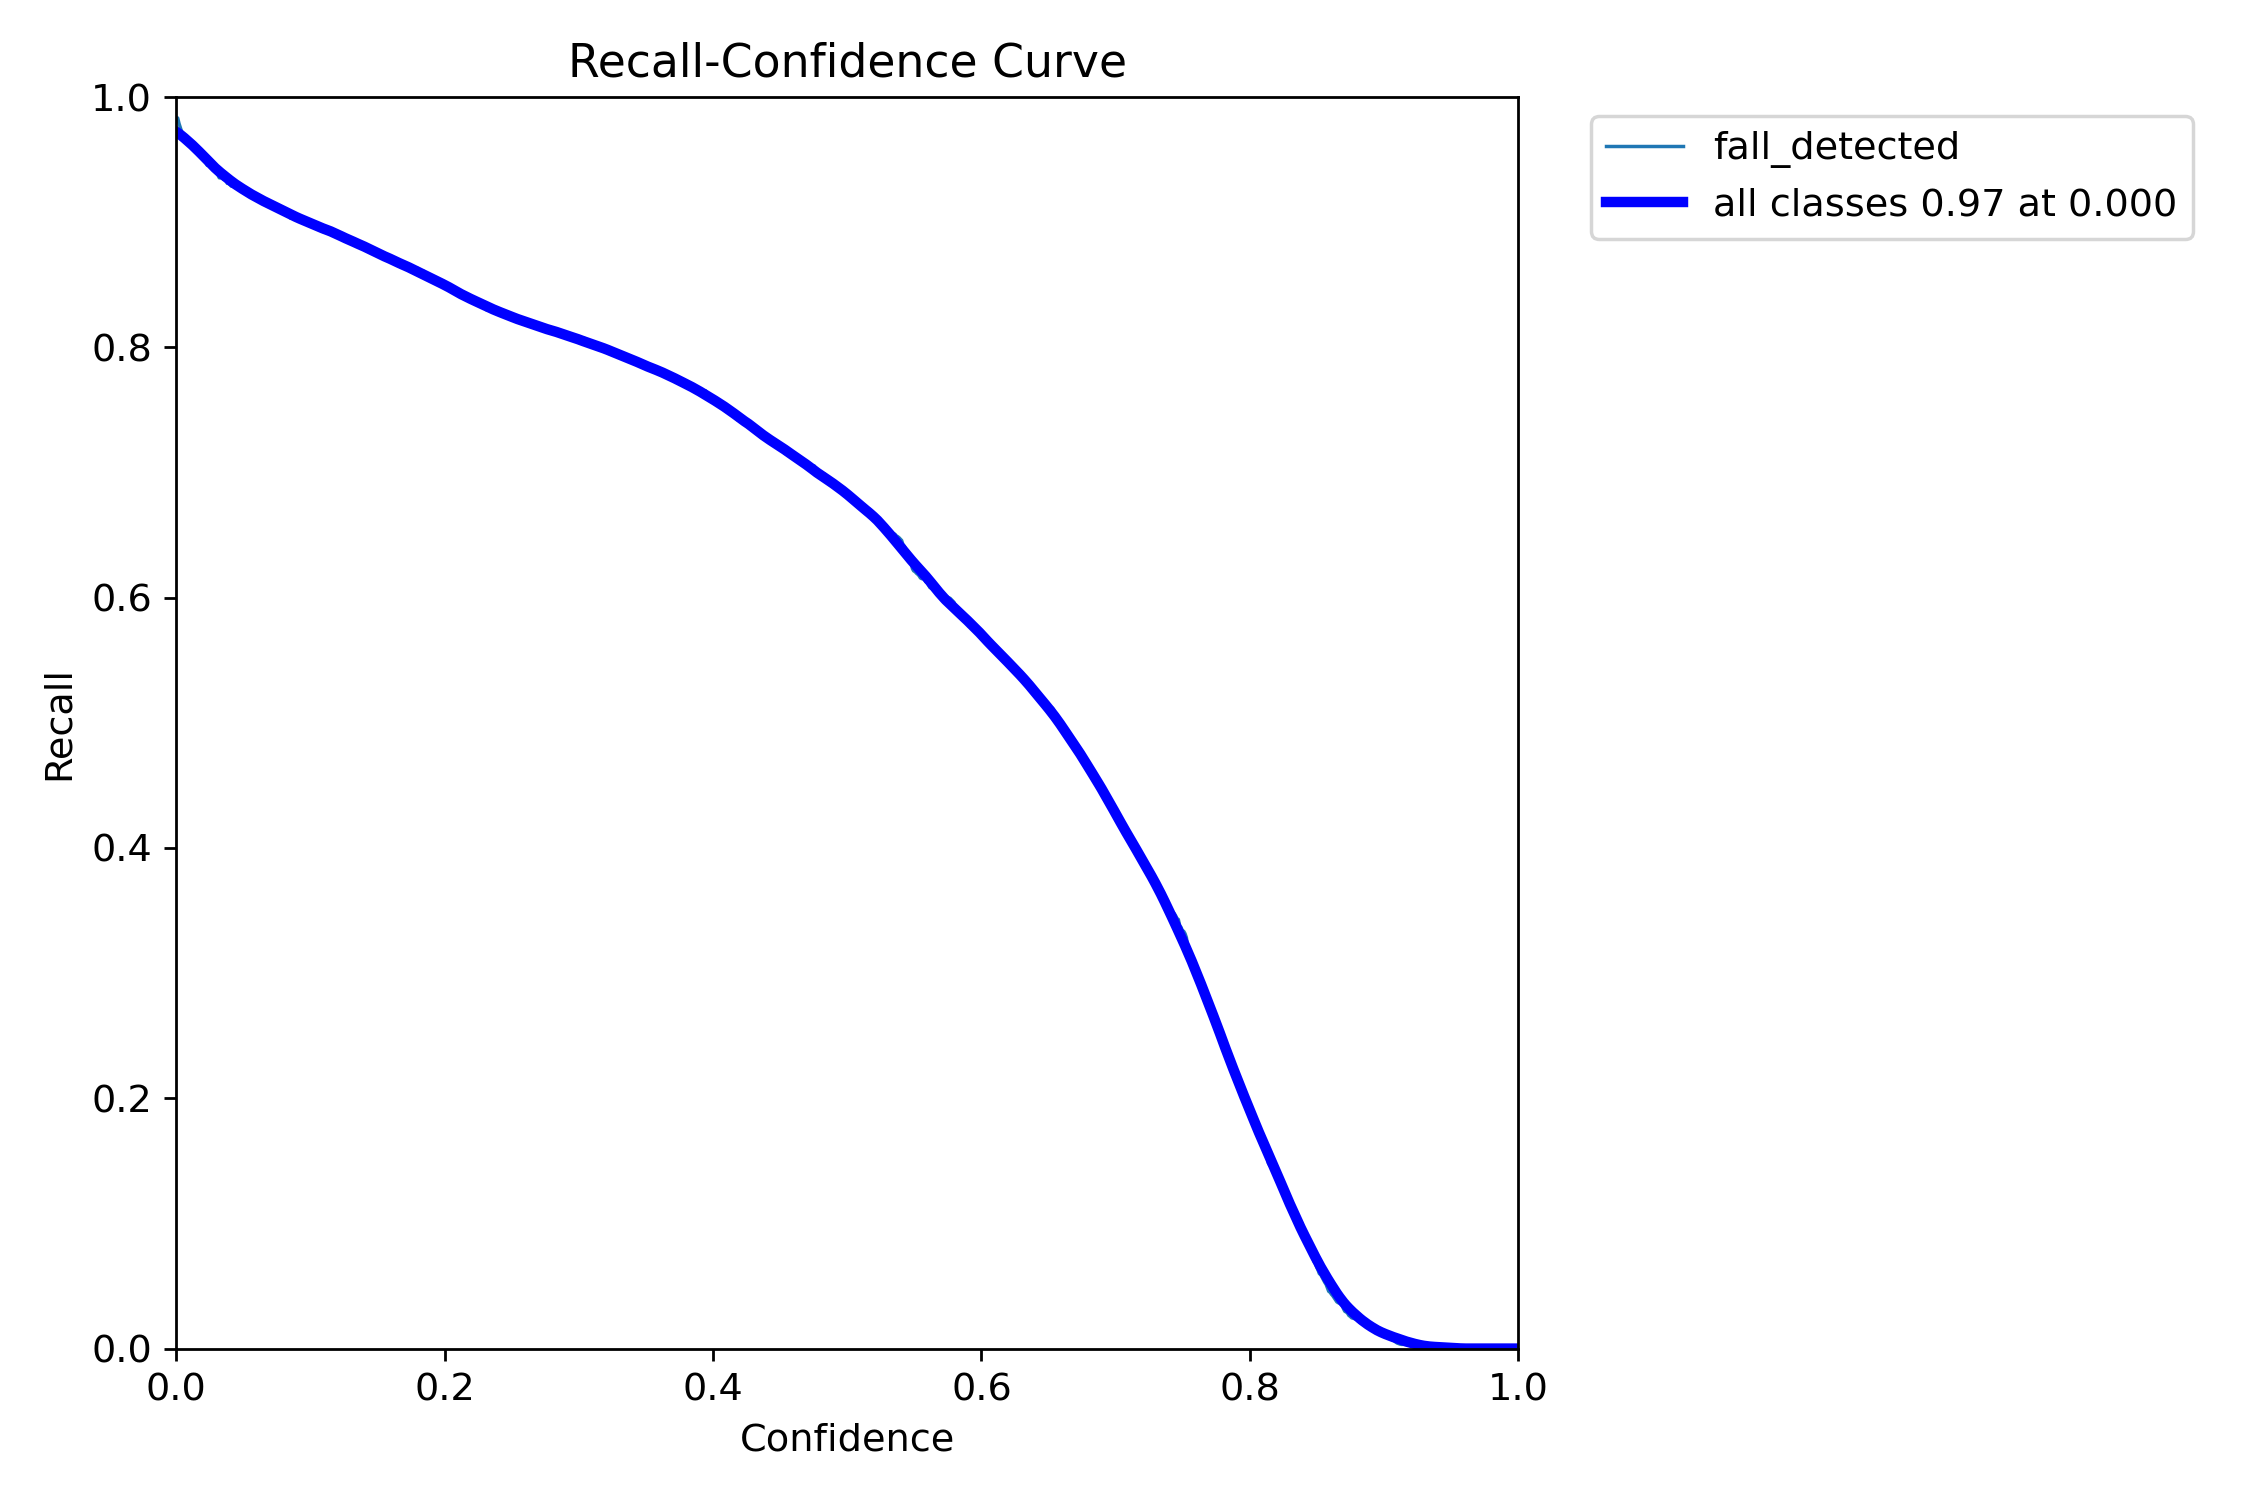 Recall-Confidence Curve
1.0
0.8
0.6
0.4
0.2
0.0
Recall
0.0 0.2 0.4 0.6 0.8 1.0
Confidence
fall_detected
all classes 0.97 at 0.000